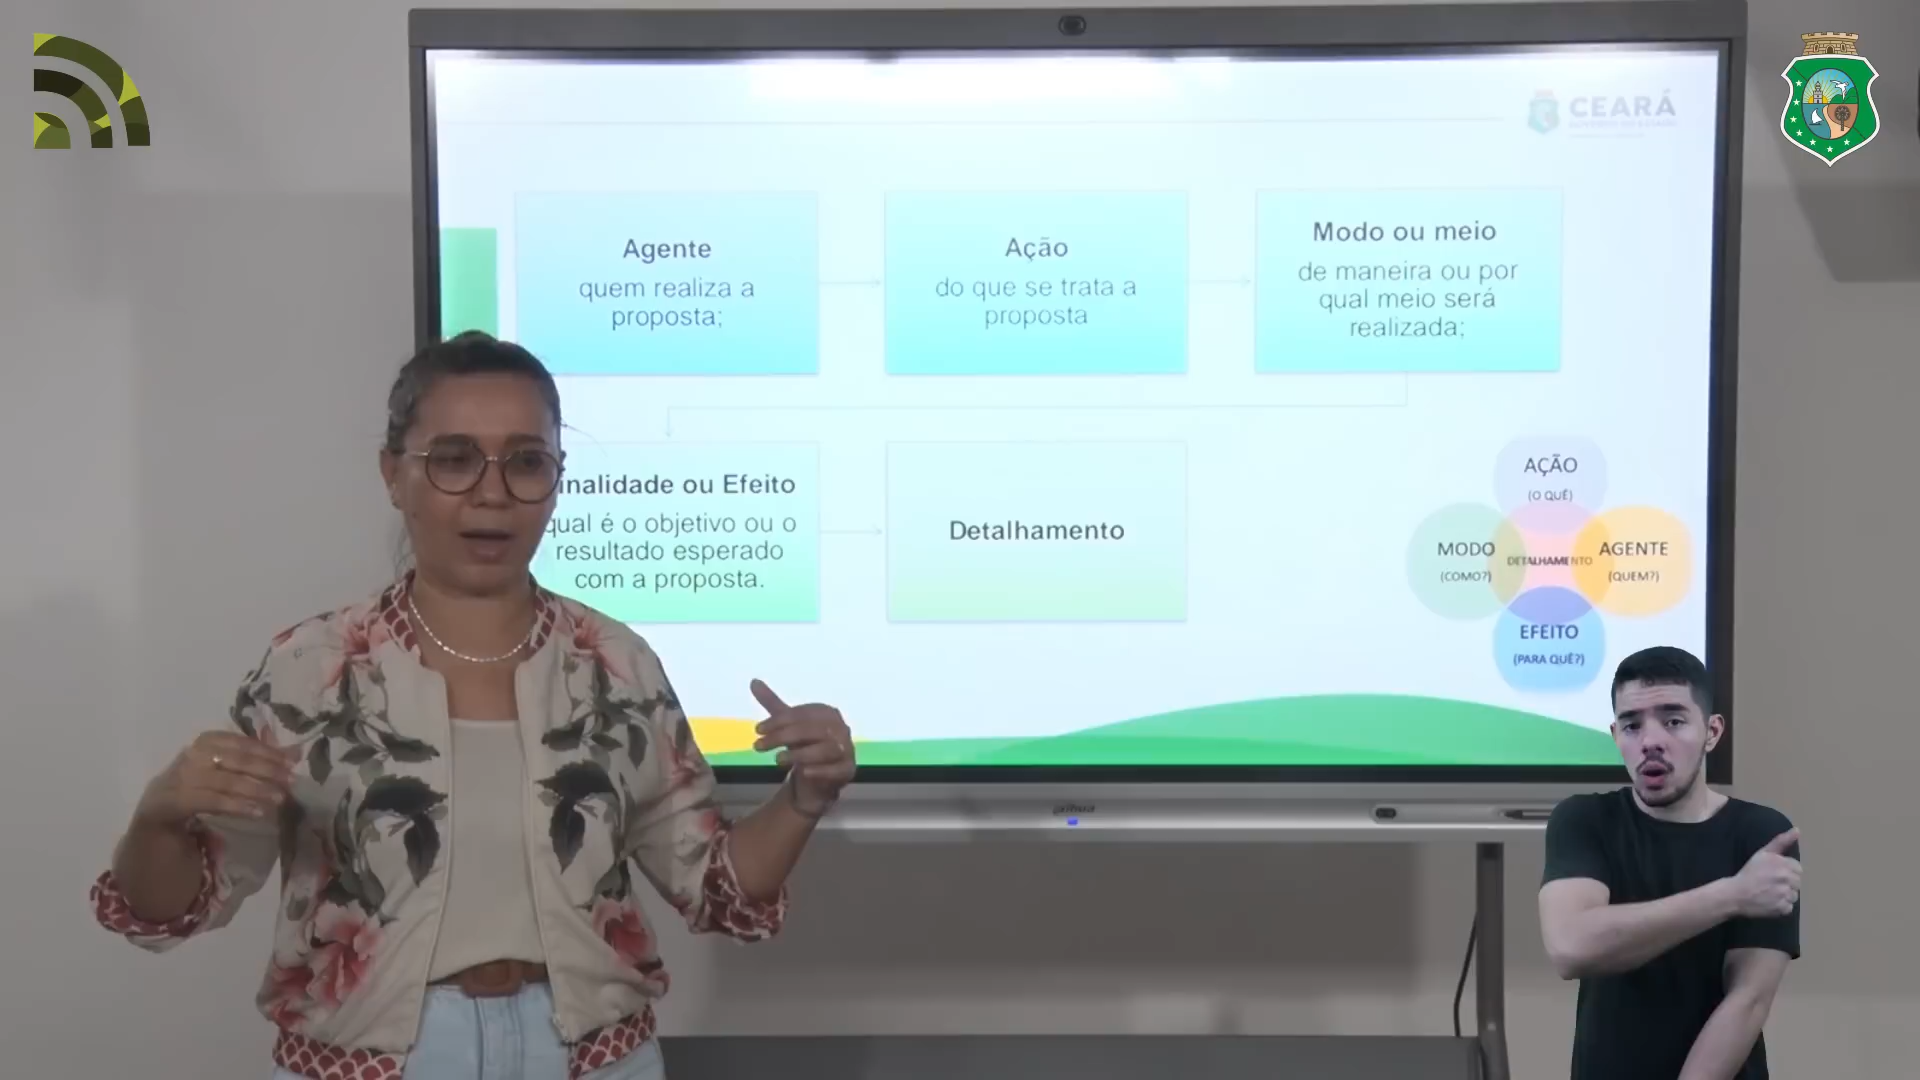 CEARÁ
Agente
quem realiza a
proposta;
Ação
do que se trata a
proposta
Modo ou meio
de maneira ou por
qual meio será
realizada;
inalidade ou Efeito
qual é o objetivo ou o
resultado esperado
com a proposta.
Detalhamento
AÇÃO
(O QUÊ)
MODO
(COMO?)
DETALHAMENTO
AGENTE
(QUEM?)
EFEITO
(PARA QUÊ?)
alhua